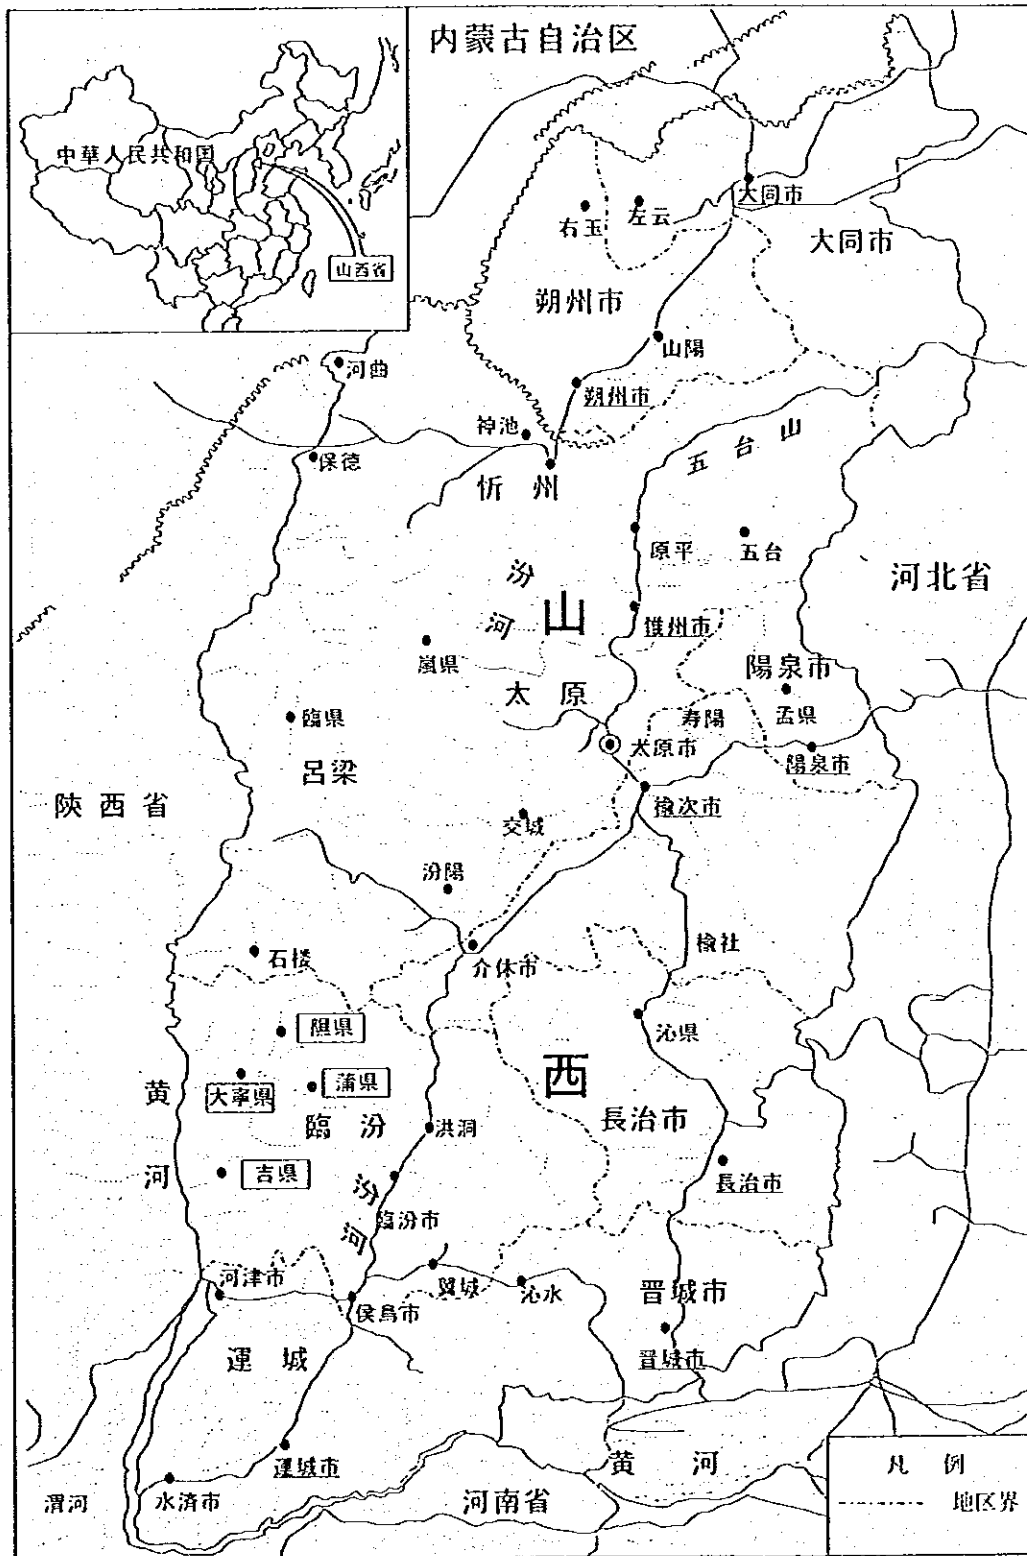 内蒙古自治区
中華人民共和国
山西省
大同市
右玉
左云
大同市
朔州市
山陽
河曲
朔州市
神池
五台山
保徳
忻州
原平
五台
河北省
汾河
山
嵐県
陽泉市
太原
寿陽
盂県
臨県
太原市
陽泉市
呂梁
陝西省
楡次市
交城
汾陽
楡社
石楼
介休市
沁県
隰県
西
大寧県
蒲県
黄河
臨汾
洪洞
長治市
吉県
長治市
汾河
臨汾市
河津市
翼城
沁水
侯馬市
晋城市
晋城市
運城
運城市
黄河
凡例
渭河
永済市
河南省
地区界